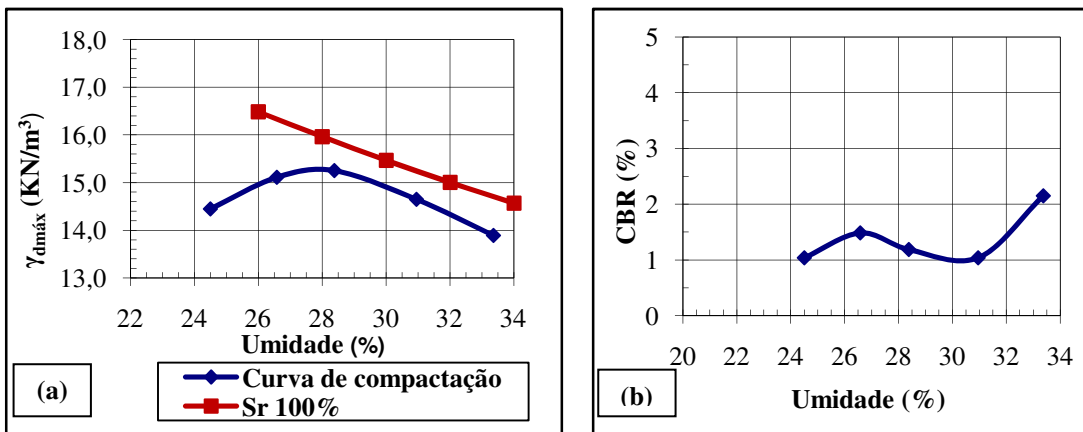 18,0
17,0
16,0
15,0
14,0
13,0
γdmáx (KN/m³)
22 24 26 28 30 32 34
Umidade (%)
(a)
Curva de compactação
Sr 100%
5
4
3
2
1
0
CBR (%)
20 22 24 26 28 30 32 34
Umidade (%)
(b)